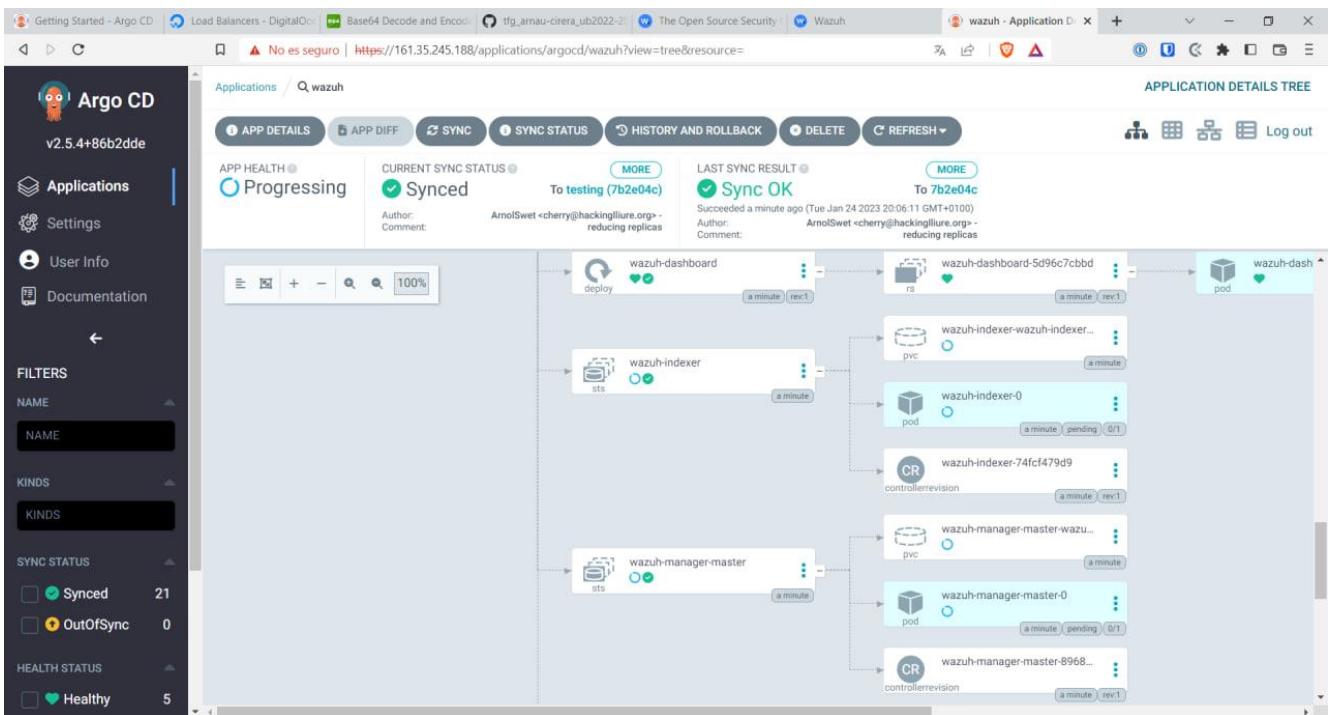 Getting Started - Argo CD
Load Balancers - DigitalOc
Base64 Decode and Encod
tfg_arnau-cirera_ub2022-2
The Open Source Security
Wazuh
wazuh - Application D
No es seguro | https://161.35.245.188/applications/argocd/wazuh?view=tree&resource=
Argo CD
v2.5.4+86b2dde
Applications
Settings
User Info
Documentation
FILTERS
NAME
NAME
KINDS
KINDS
SYNC STATUS
Synced 21
OutOfSync 0
HEALTH STATUS
Healthy 5
Applications / wazuh
APPLICATION DETAILS TREE
APP DETAILS
APP DIFF
SYNC
SYNC STATUS
HISTORY AND ROLLBACK
DELETE
REFRESH
Log out
APP HEALTH
Progressing
CURRENT SYNC STATUS
MORE
Synced
To testing (7b2e04c)
Author: ArnolSwet <cherry@hackinglliure.org> -
Comment: reducing replicas
LAST SYNC RESULT
MORE
Sync OK
To 7b2e04c
Succeeded a minute ago (Tue Jan 24 2023 20:06:11 GMT+0100)
Author: ArnolSwet <cherry@hackinglliure.org> -
Comment: reducing replicas
100%
wazuh-dashboard
deploy
a minute rev:1
wazuh-dashboard-5d96c7cbbd
rs
a minute rev:1
wazuh-dash
pod
wazuh-indexer
sts
a minute
wazuh-indexer-wazuh-indexer...
pvc
a minute
wazuh-indexer-0
pod
a minute pending 0/1
CR
wazuh-indexer-74fcf479d9
controllerrevision
a minute rev:1
wazuh-manager-master
sts
a minute
wazuh-manager-master-wazu...
pvc
a minute
wazuh-manager-master-0
pod
a minute pending 0/1
CR
wazuh-manager-master-8968...
controllerrevision
a minute rev:1